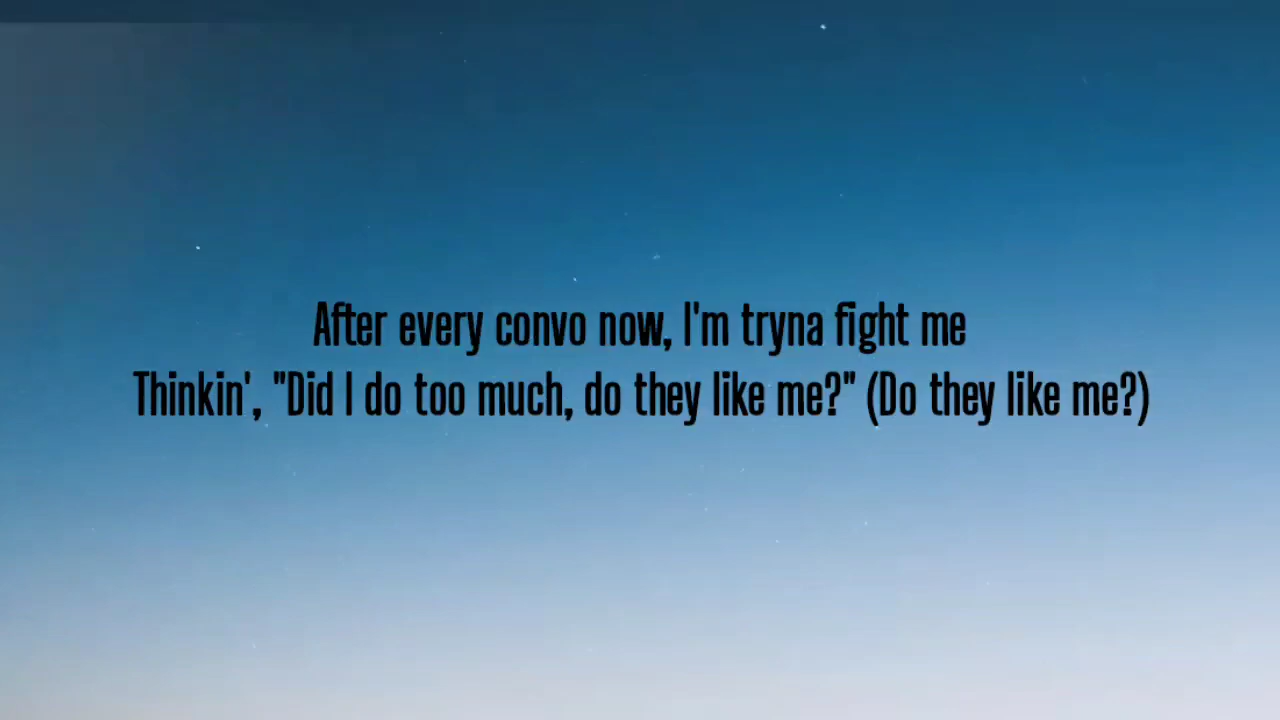 After every convo now, I'm tryna fight me
Thinkin', "Did I do too much, do they like me?" (Do they like me?)